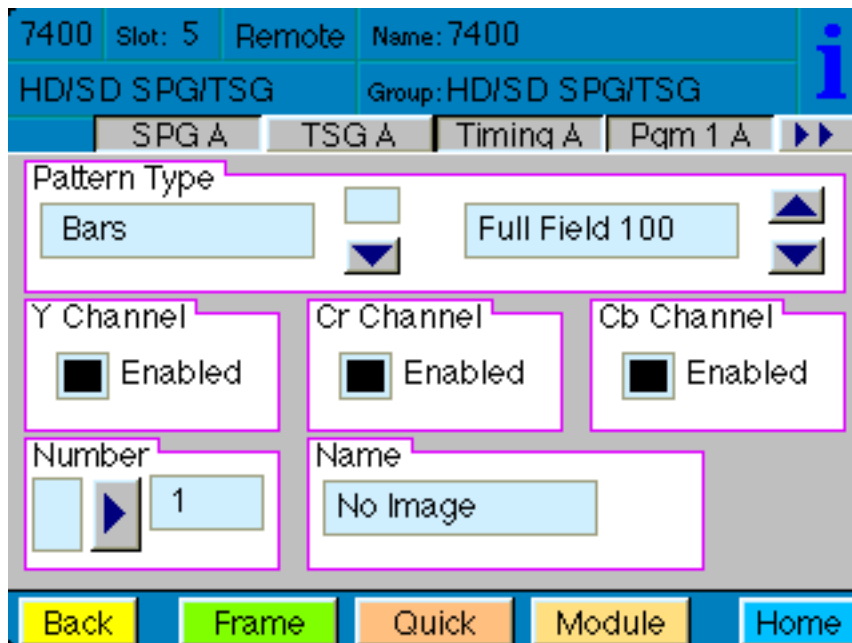 7400 Slot: 5 Remote Name: 7400
HD/SD SPG/TSG Group: HD/SD SPG/TSG
i
SPG A TSG A Timing A Pgm 1 A
Pattern Type
Bars Full Field 100
Y Channel Cr Channel Cb Channel
Enabled Enabled Enabled
Number Name
1 No Image
Back Frame Quick Module Home